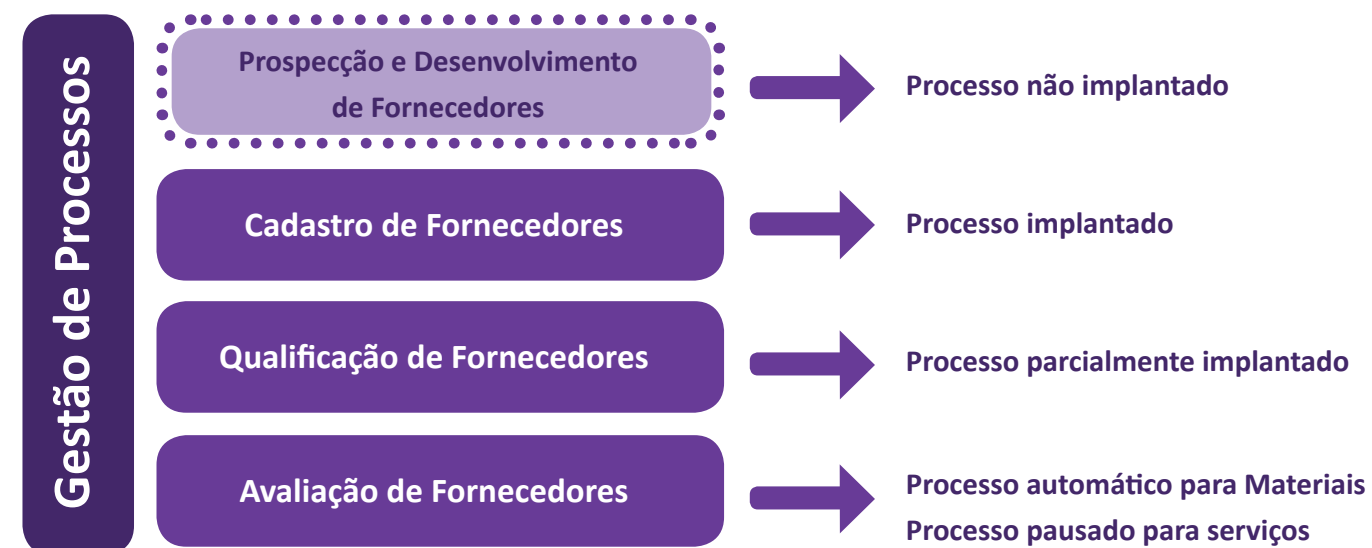 Gestão de Processos
Prospecção e Desenvolvimento
de Fornecedores
Processo não implantado
Cadastro de Fornecedores
Processo implantado
Qualificação de Fornecedores
Processo parcialmente implantado
Avaliação de Fornecedores
Processo automático para Materiais
Processo pausado para serviços